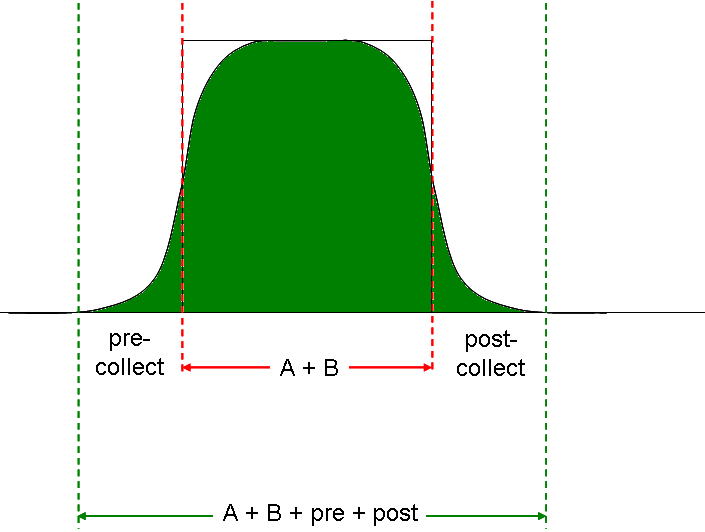 pre-
collect
A + B
post-
collect
A + B + pre + post